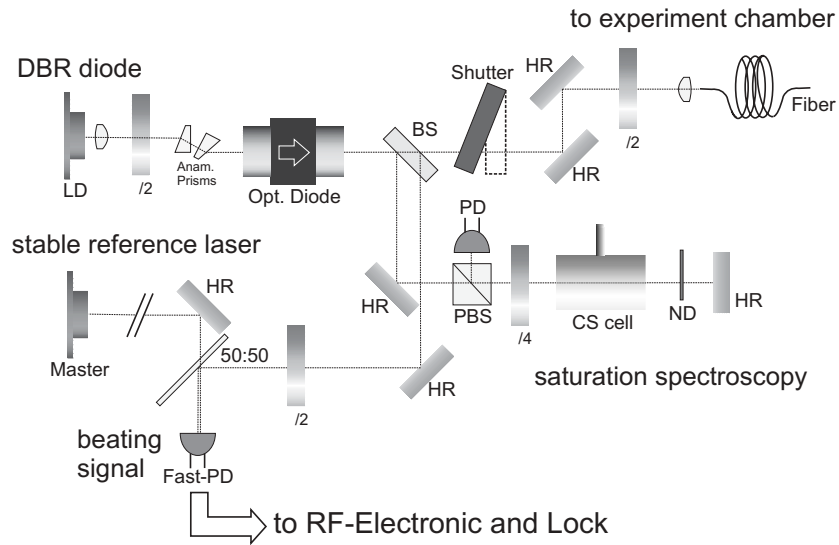 to experiment chamber
DBR diode
Shutter
HR
BS
Fiber
LD
/2
Anam.
Prisms
Opt. Diode
HR
/2
PD
stable reference laser
HR
HR
PBS
/4
CS cell
ND
HR
Master
50:50
/2
HR
saturation spectroscopy
beating
signal
Fast-PD
to RF-Electronic and Lock